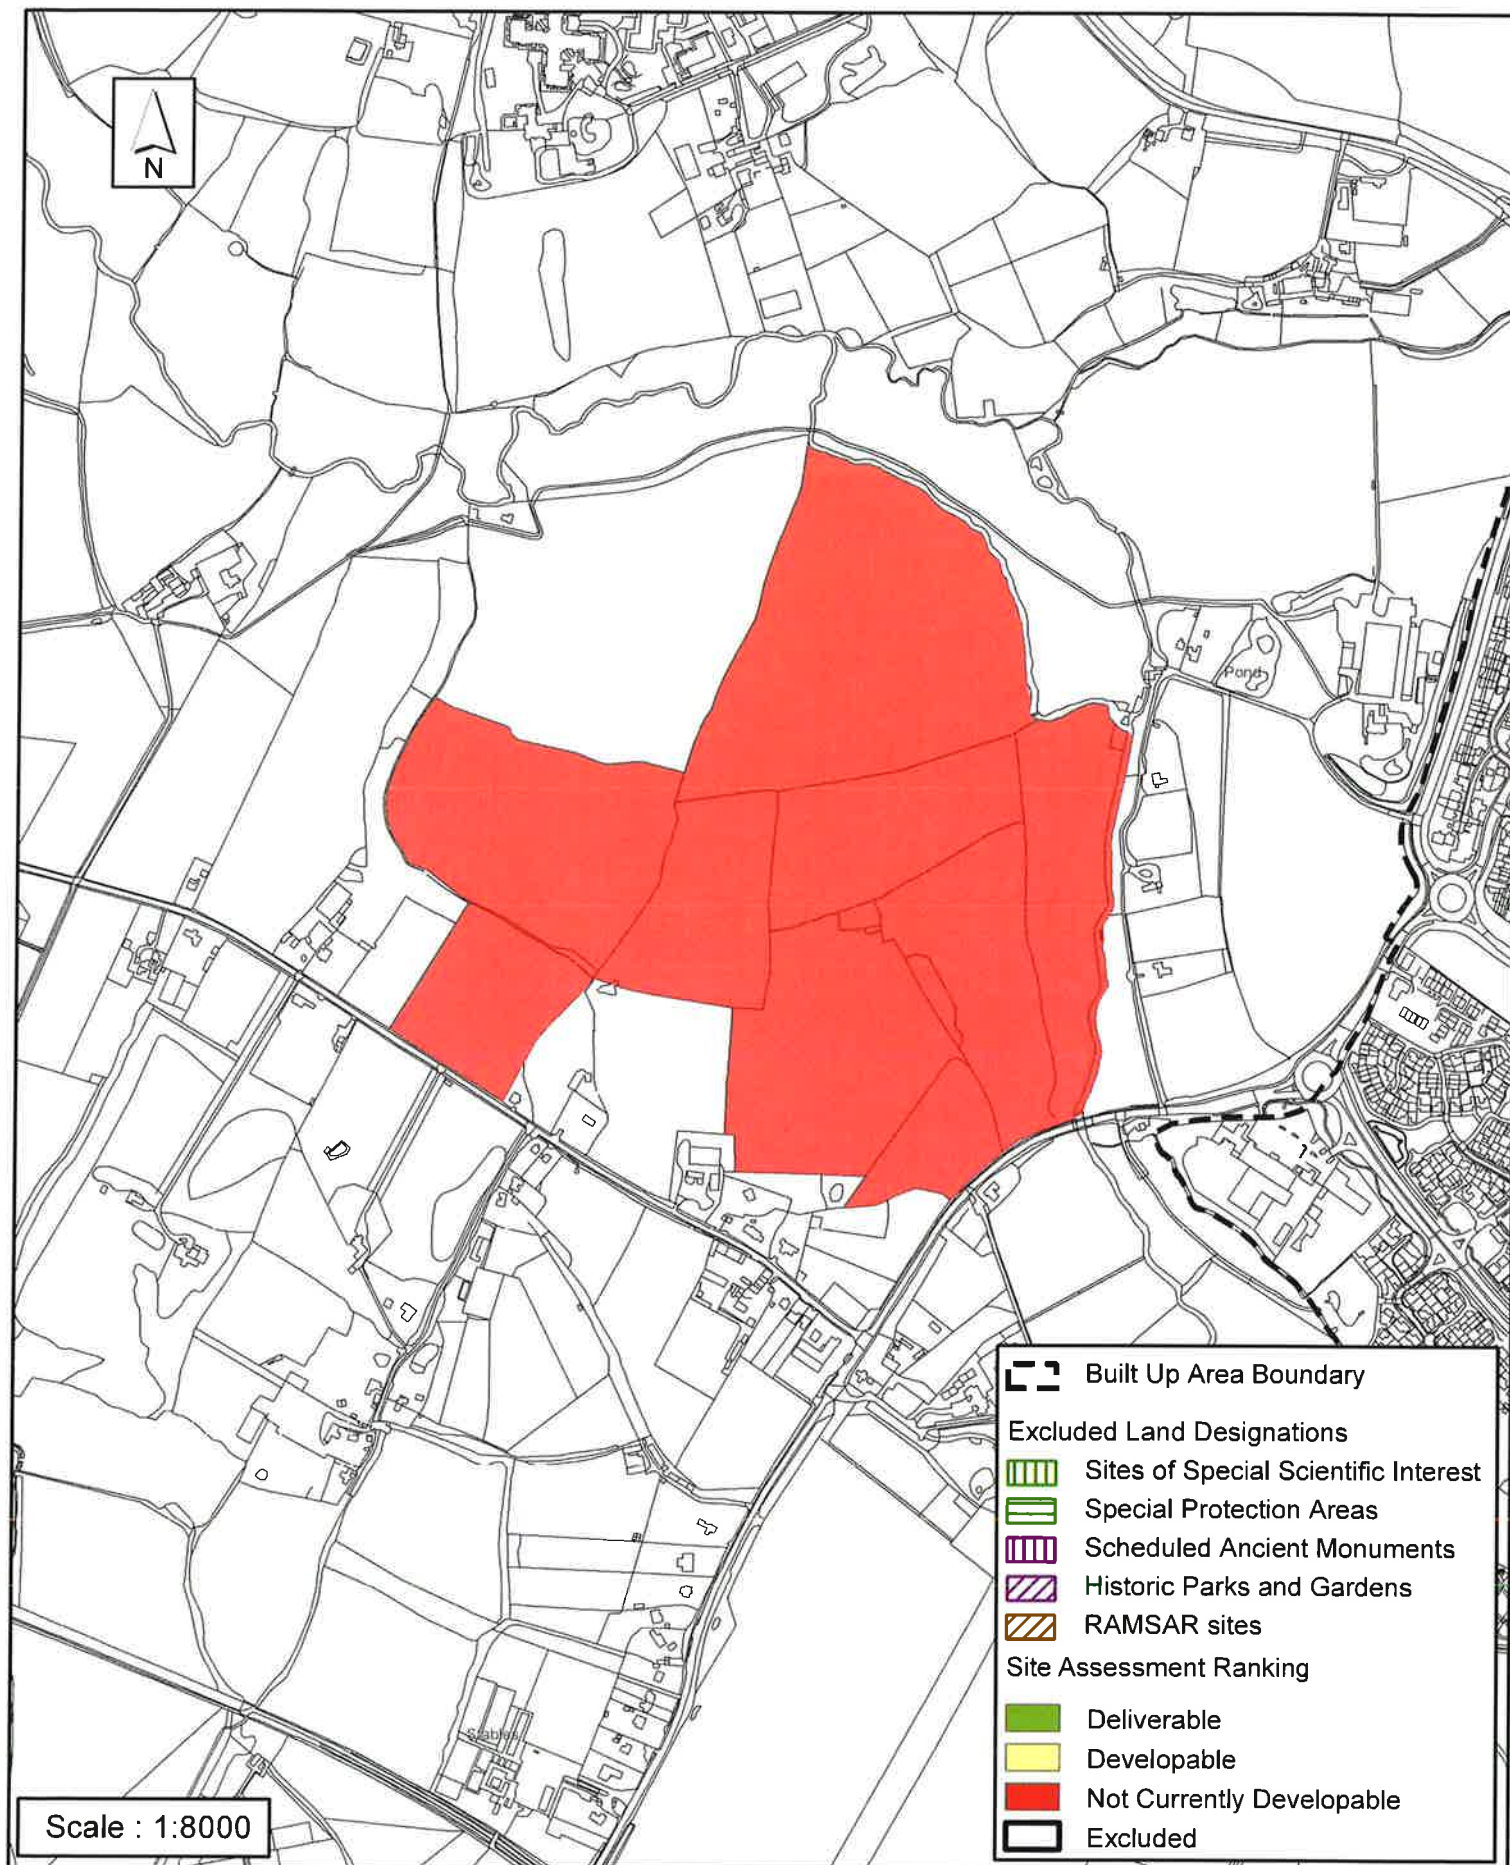 N
Pond
Built Up Area Boundary
Excluded Land Designations
Sites of Special Scientific Interest
Special Protection Areas
Scheduled Ancient Monuments
Historic Parks and Gardens
RAMSAR sites
Site Assessment Ranking
Deliverable
Stables
Developable
Not Currently Developable
Scale : 1:8000
Excluded